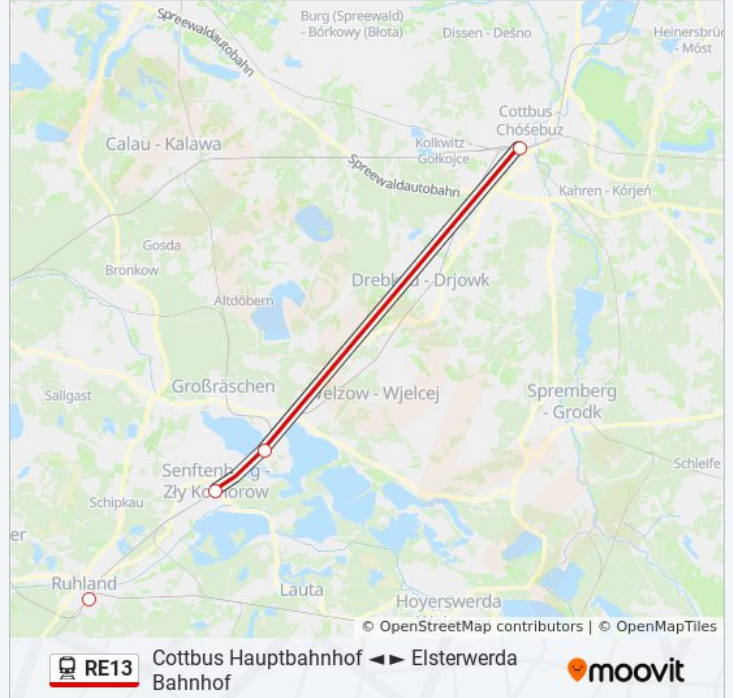 Burg (Spreewald)
- Bórkowy (Błota)
Dissen - Dešno
Heinersbrüc
- Móst
Spreewaldautobahn
Cottbus -
Chóśebuz
Calau - Kalawa
Kolkwitz -
Gołkojce
Spreewaldautobahn
Kahren - Kórjeń
Gosda
Bronkow
Drebkau - Drjowk
Altdöbern
Großräschen
Welzow - Wjelcej
Sallgast
Spremberg
- Grodk
Senftenberg -
Zły Komorow
Schleife
Schipkau
er
Ruhland
Lauta
Hoyerswerda
© OpenStreetMap contributors | © OpenMapTiles
RE13
Cottbus Hauptbahnhof ◄► Elsterwerda
Bahnhof
moovit